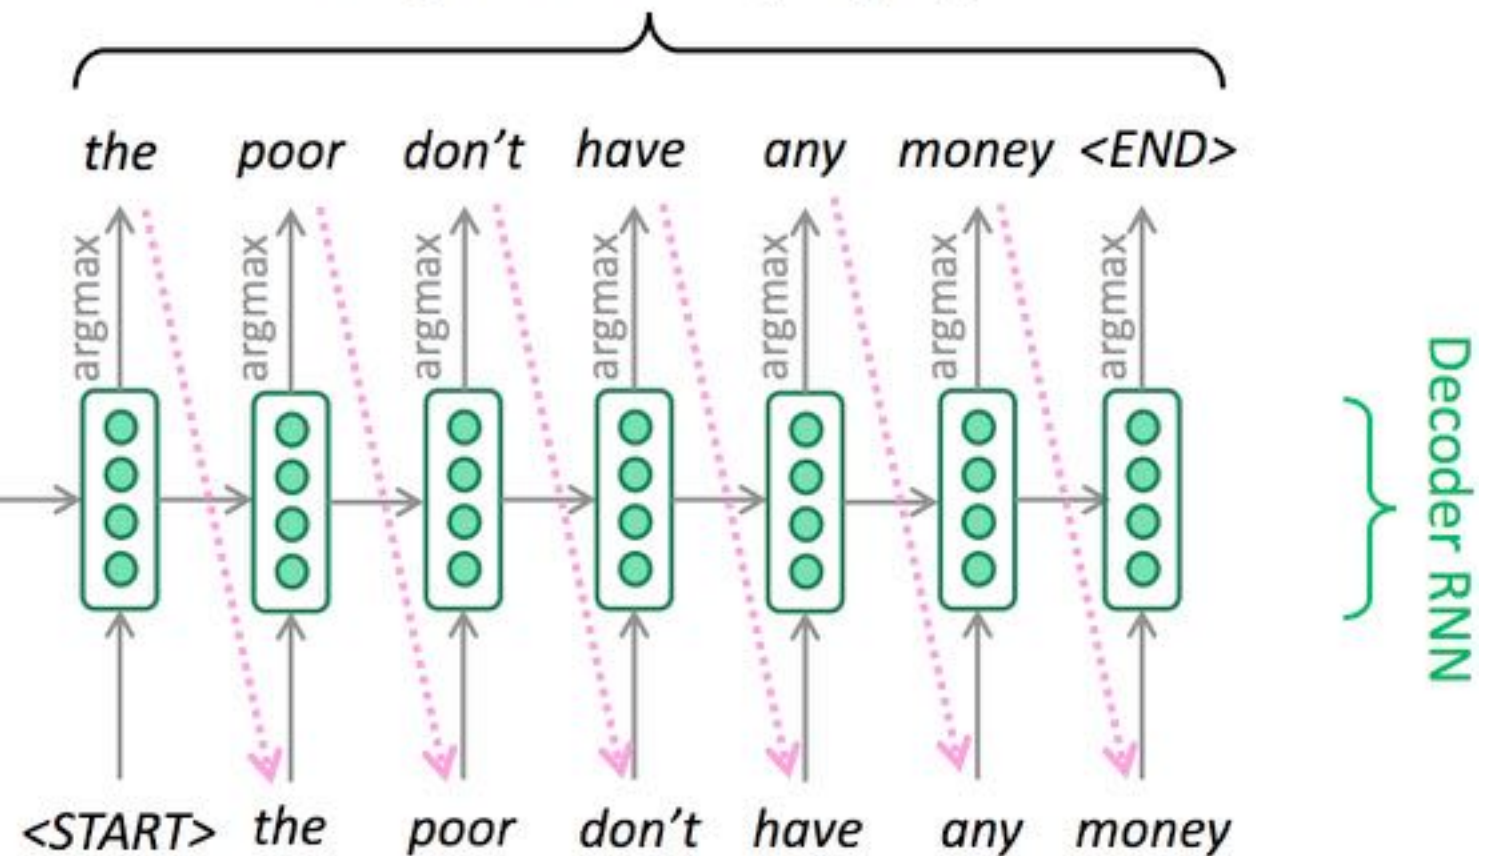 the poor don't have any money <END>
argmax argmax argmax argmax argmax argmax argmax
Decoder RNN
<START> the poor don't have any money